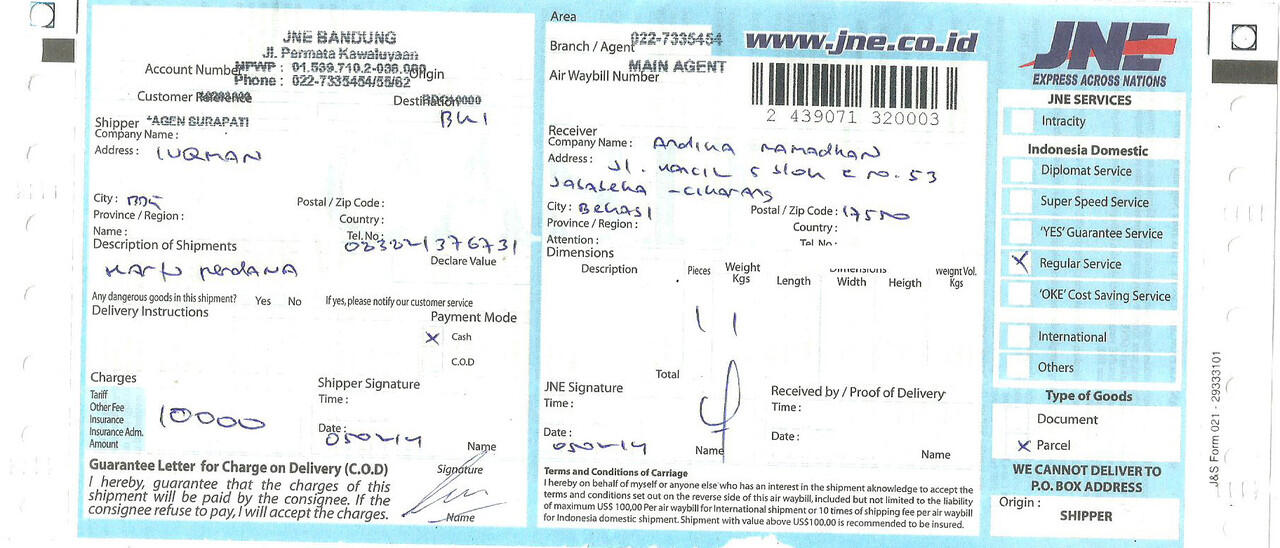 JNE BANDUNG
Jl. Permata Kawaluyaan
NPWP : 01.539.710.2-036.000
Phone : 022-7335454/55/62
Account Number
Origin
Customer Reference
Destination
BKI
Shipper *AGEN SURAPATI
Company Name :
Address : LUQMAN
City : BDG
Postal / Zip Code :
Province / Region :
Country :
Name :
Tel. No :
Description of Shipments
Declare Value
Kartu perdana
Any dangerous goods in this shipment? Yes No If yes, please notify our customer service
Delivery Instructions
Payment Mode
X Cash
C.O.D
Charges
Tariff
Other Fee
Insurance
Insurance Adm.
Amount
10000
Shipper Signature
Time :
Date :
050214
Name
Guarantee Letter for Charge on Delivery (C.O.D)
I hereby, guarantee that the charges of this
shipment will be paid by the consignee. If the
consignee refuse to pay, I will accept the charges.
Signature
Name
Area
Branch / Agent 022-7335454
www.jne.co.id
MAIN AGENT
Air Waybill Number
2 439071 320003
Receiver
Company Name : Andika Ramadhan
Address : Jl. Kancil 5 blok E no. 53
Jababeka - Cikarang
City : Bekasi
Postal / Zip Code : 17550
Province / Region :
Country :
Attention :
Tel No :
Dimensions
Description Pieces Weight Kgs Length Dimensions Width Heigth Weight Vol. Kgs
1 1
Total
JNE Signature
Time :
Date :
050214
Name
Received by / Proof of Delivery
Time :
Date :
Name
Terms and Conditions of Carriage
I hereby on behalf of myself or anyone else who has an interest in the shipment aknowledge to accept the
terms and conditions set out on the reverse side of this air waybill, included but not limited to the liability
of maximum US$ 100,00 Per air waybill for International shipment or 10 times of shipping fee per air waybill
for Indonesia domestic shipment. Shipment with value above US$100.00 is recommended to be insured.
JNE
EXPRESS ACROSS NATIONS
JNE SERVICES
Intracity
Indonesia Domestic
Diplomat Service
Super Speed Service
'YES' Guarantee Service
X Regular Service
'OKE' Cost Saving Service
International
Others
Type of Goods
Document
X Parcel
WE CANNOT DELIVER TO
P.O. BOX ADDRESS
Origin :
SHIPPER
J&S Form 021 - 29333101